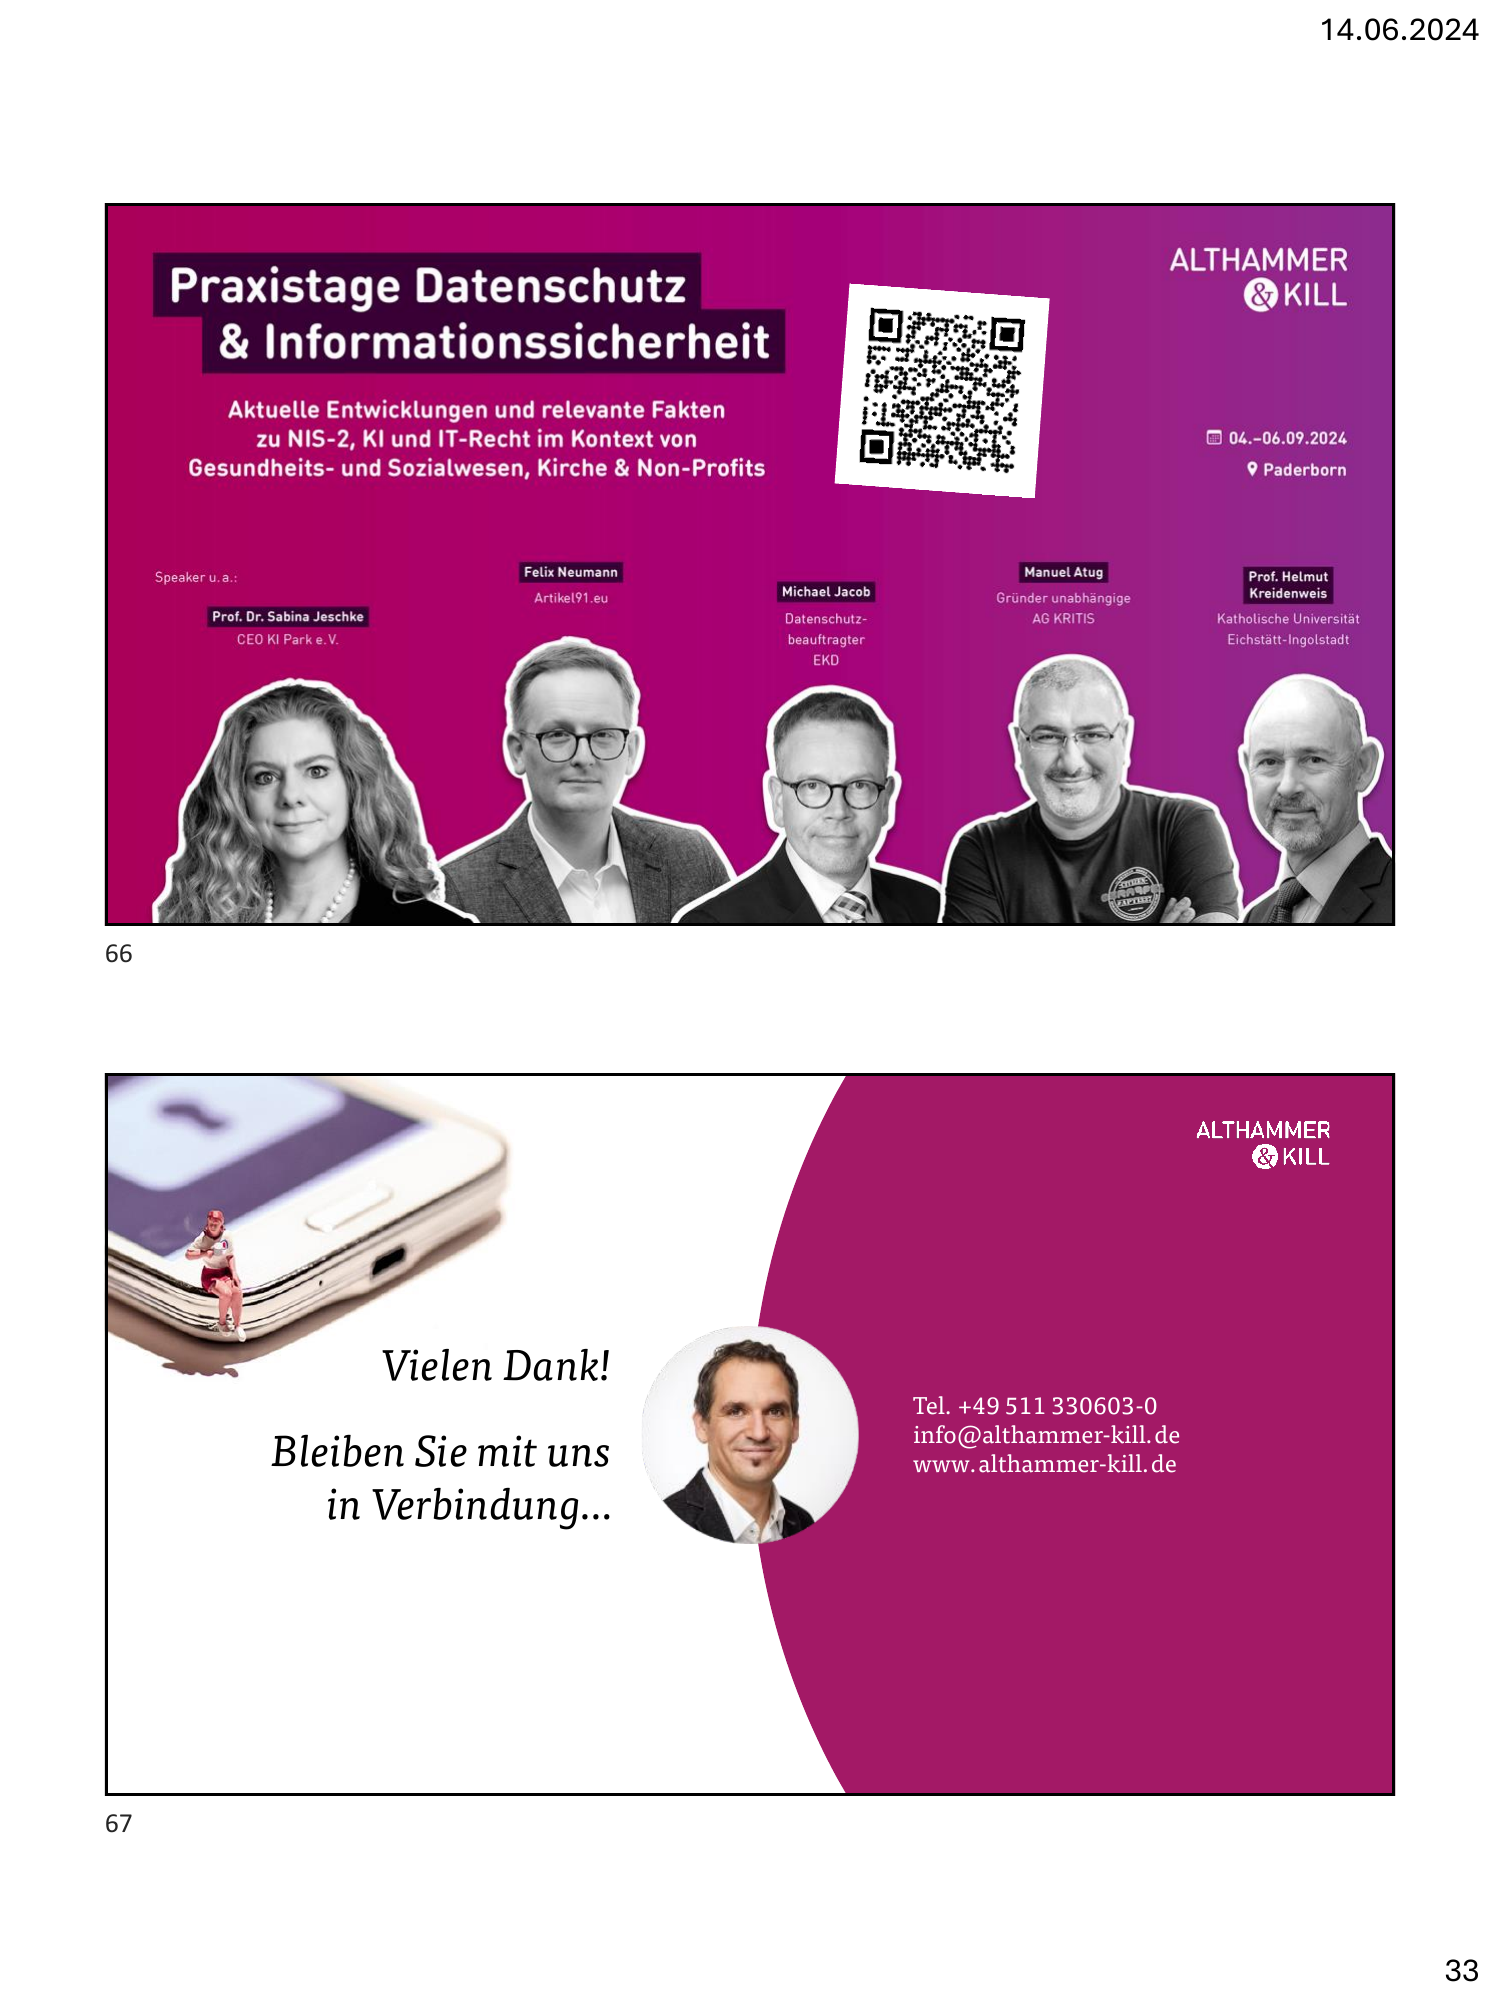 14.06.2024
Praxistage Datenschutz
& Informationssicherheit
ALTHAMMER
& KILL
Aktuelle Entwicklungen und relevante Fakten
zu NIS-2, KI und IT-Recht im Kontext von
Gesundheits- und Sozialwesen, Kirche & Non-Profits
04.–06.09.2024
Paderborn
Speaker u. a.:
Prof. Dr. Sabina Jeschke
CEO KI Park e. V.
Felix Neumann
Artikel91.eu
Michael Jacob
Datenschutz-
beauftragter
EKD
Manuel Atug
Gründer unabhängige
AG KRITIS
Prof. Helmut
Kreidenweis
Katholische Universität
Eichstätt-Ingolstadt
66
ALTHAMMER
& KILL
Vielen Dank!
Bleiben Sie mit uns
in Verbindung...
Tel. +49 511 330603-0
info@althammer-kill.de
www.althammer-kill.de
67
33